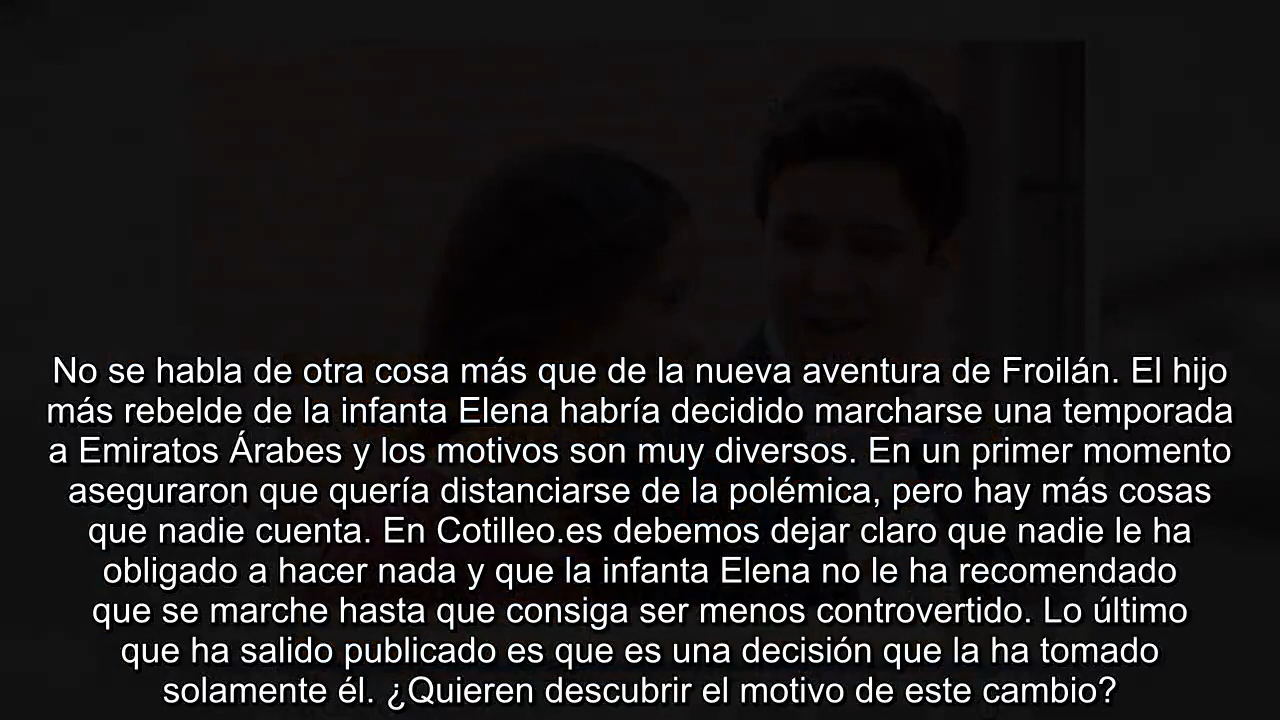 No se habla de otra cosa más que de la nueva aventura de Froilán. El hijo
más rebelde de la infanta Elena habría decidido marcharse una temporada
a Emiratos Árabes y los motivos son muy diversos. En un primer momento
aseguraron que quería distanciarse de la polémica, pero hay más cosas
que nadie cuenta. En Cotilleo.es debemos dejar claro que nadie le ha
obligado a hacer nada y que la infanta Elena no le ha recomendado
que se marche hasta que consiga ser menos controvertido. Lo último
que ha salido publicado es que es una decisión que la ha tomado
solamente él. ¿Quieren descubrir el motivo de este cambio?